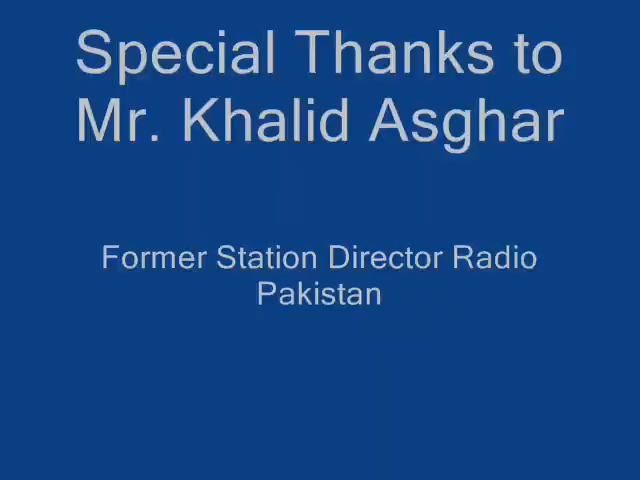 Special Thanks to
Mr. Khalid Asghar
Former Station Director Radio
Pakistan